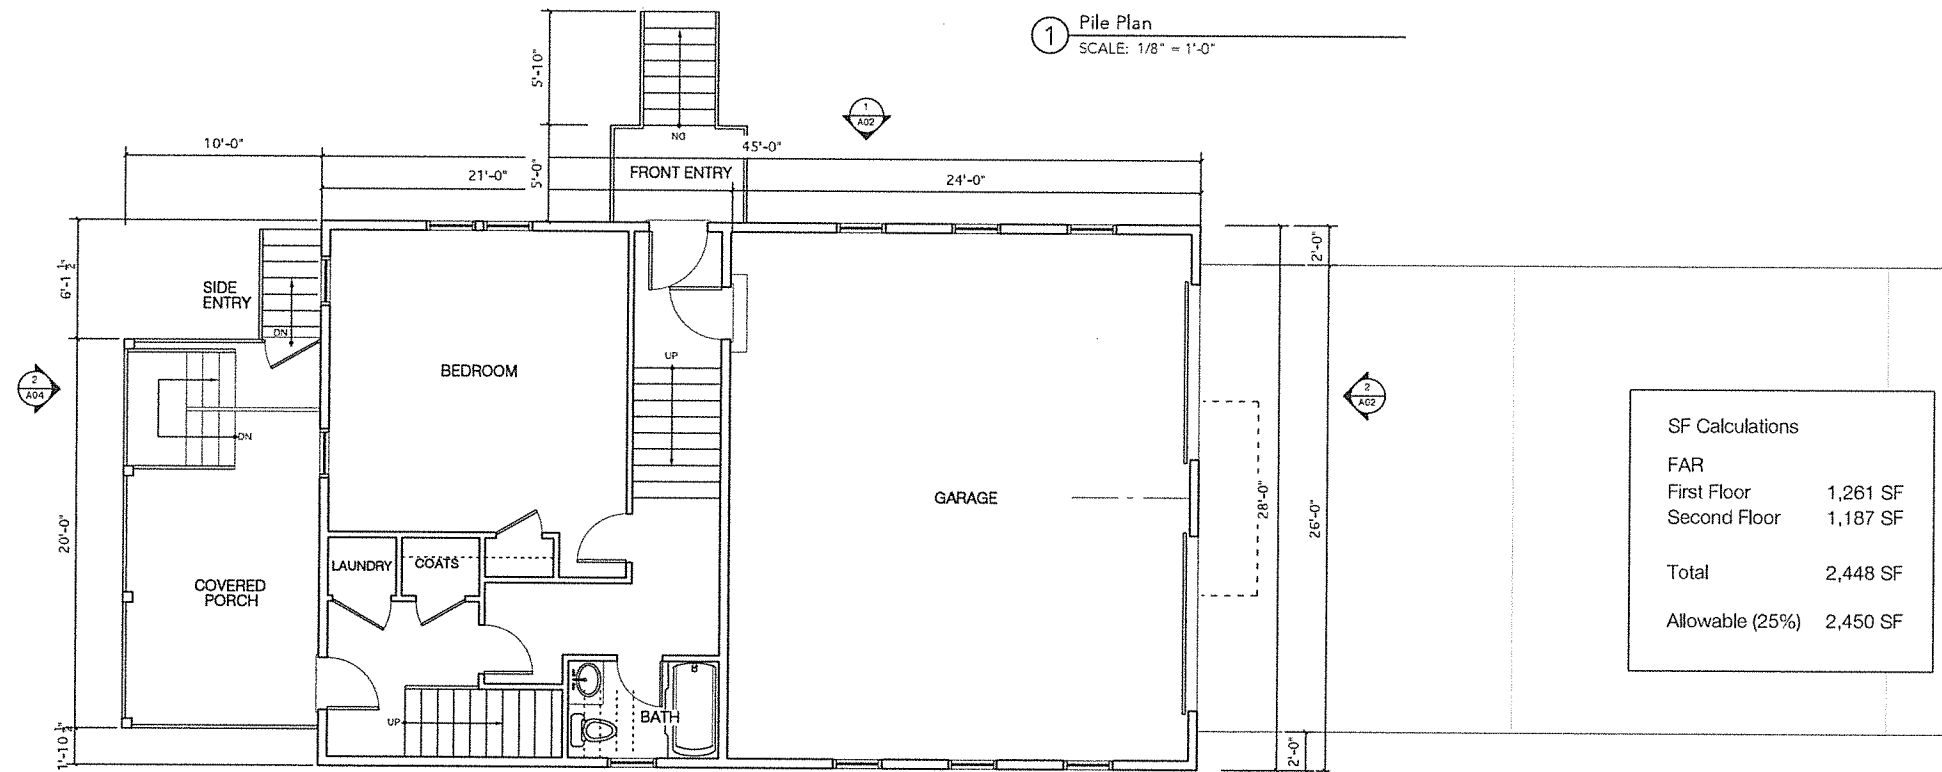 1 Pile Plan
SCALE: 1/8" = 1'-0"
5'-10"
1
A02
DN
10'-0"
45'-0"
5'-0"
FRONT ENTRY
21'-0"
24'-0"
2'-0"
6'-1 1/2"
SIDE
ENTRY
DN
UP
BEDROOM
2
A04
2
A02
DN
SF Calculations
FAR
First Floor 1,261 SF
Second Floor 1,187 SF
Total 2,448 SF
Allowable (25%) 2,450 SF
GARAGE
28'-0"
26'-0"
20'-0"
LAUNDRY
COATS
COVERED
PORCH
UP
BATH
1'-10 1/2"
2'-0"